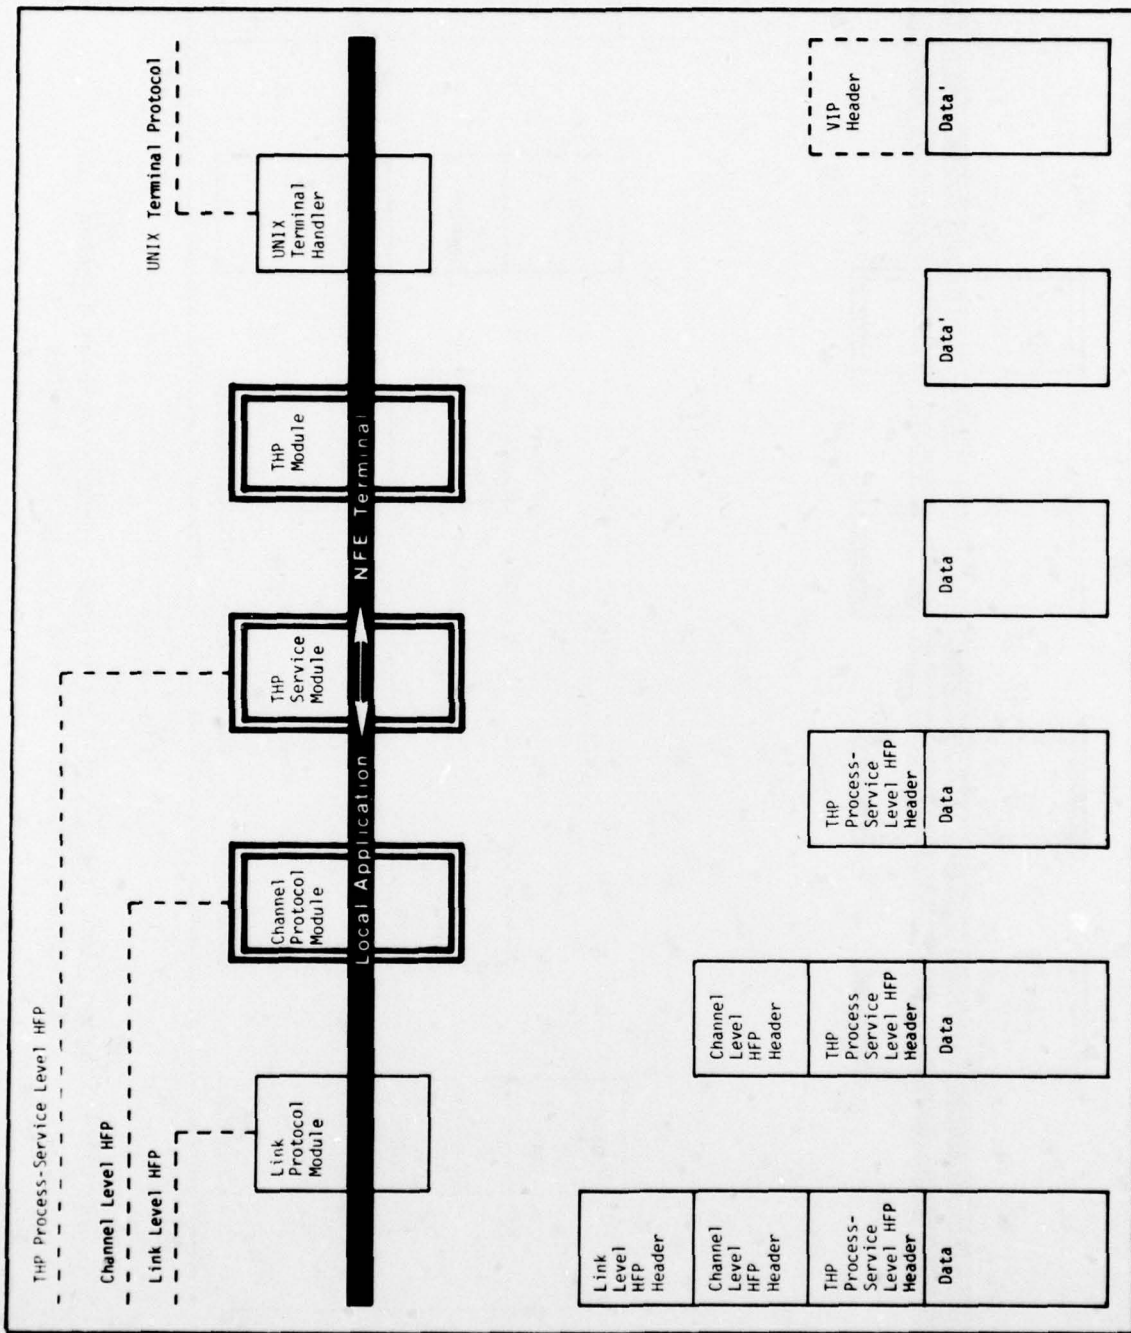 THP Process-Service Level HFP
Channel Level HFP
Link Level HFP
UNIX Terminal Protocol
Link
Protocol
Module
Channel
Protocol
Module
THP
Service
Module
THP
Module
UNIX
Terminal
Handler
Local Application
NFE Terminal
Link
Level
HFP
Header
Channel
Level
HFP
Header
THP
Process-
Service
Level HFP
Header
Data
Channel
Level
HFP
Header
THP
Process
Service
Level HFP
Header
Data
THP
Process-
Service
Level HFP
Header
Data
Data
Data'
VIP
Header
Data'